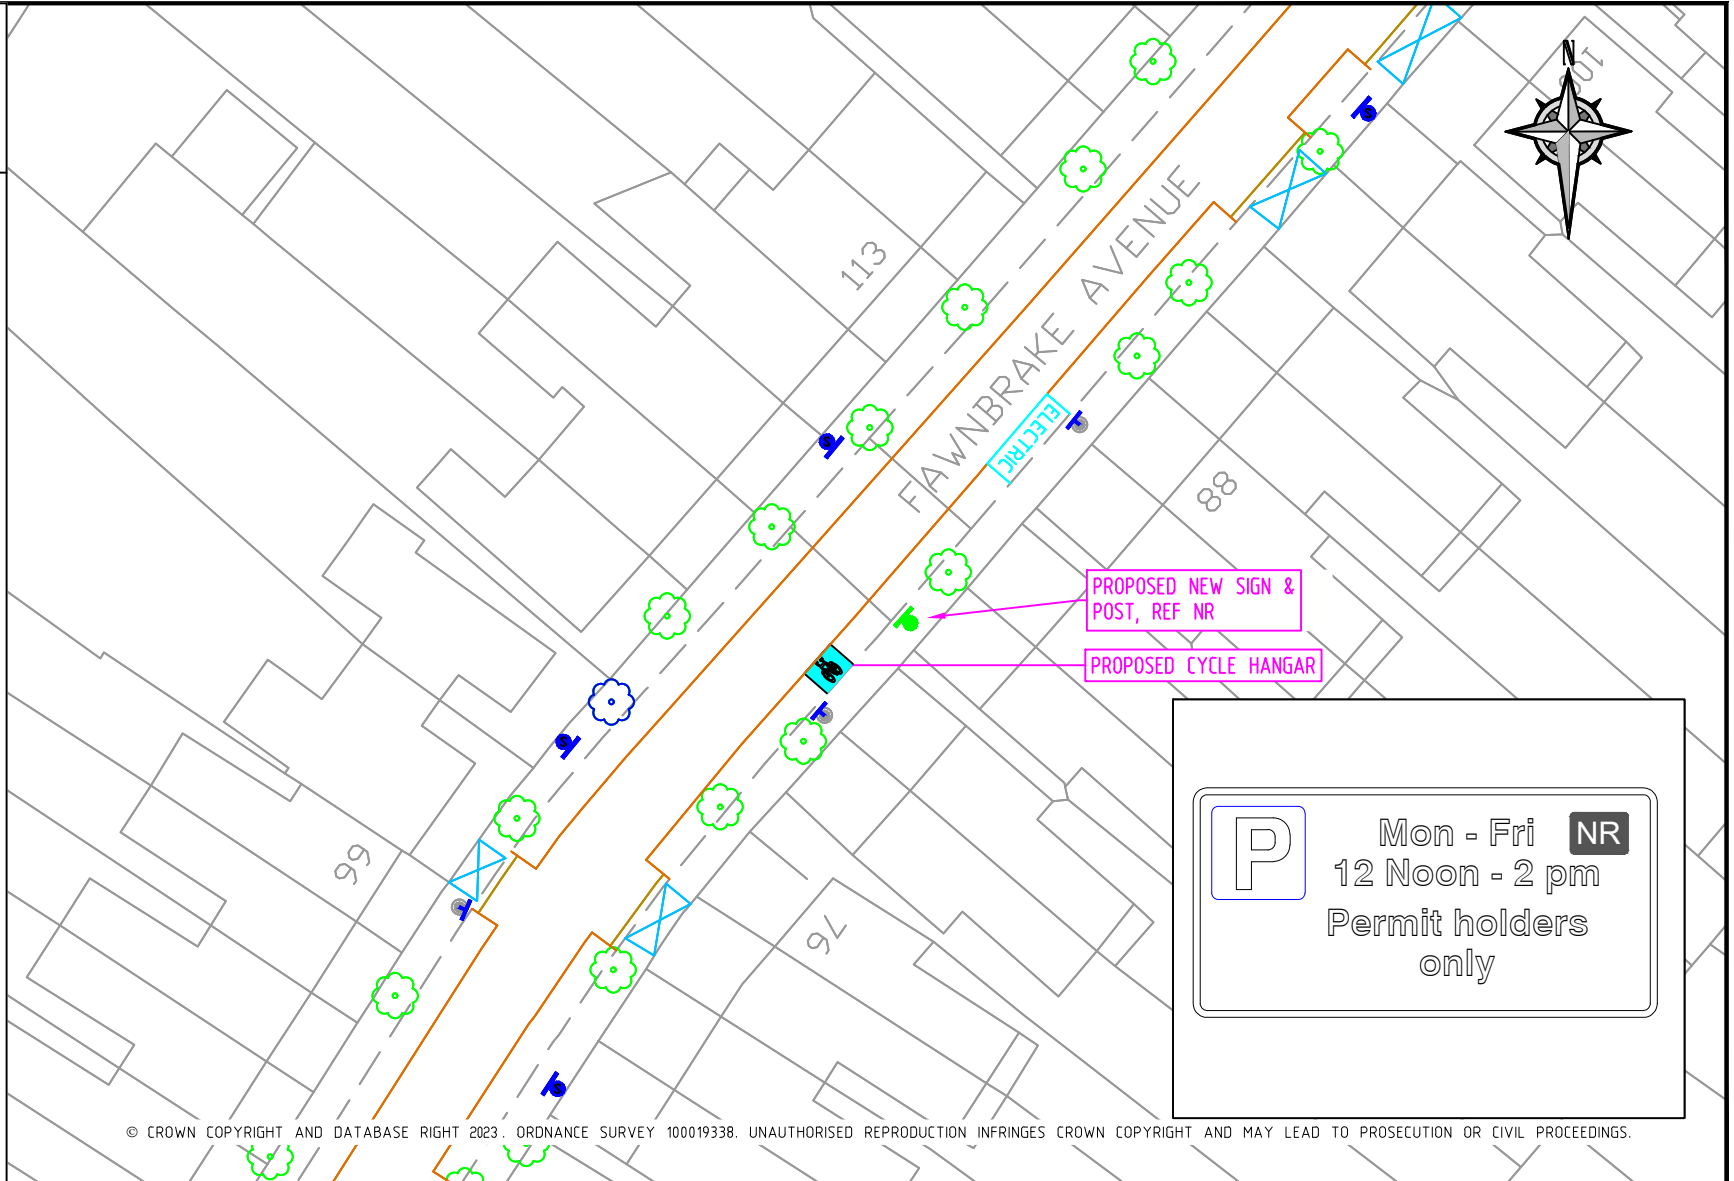 N
108
113
FAWNBRAKE AVENUE
ELECTRIC
88
PROPOSED NEW SIGN &
POST, REF NR
PROPOSED CYCLE HANGAR
99
76
P
Mon - Fri
NR
12 Noon - 2 pm
Permit holders
only
© CROWN COPYRIGHT AND DATABASE RIGHT 2023. ORDNANCE SURVEY 100019338. UNAUTHORISED REPRODUCTION INFRINGES CROWN COPYRIGHT AND MAY LEAD TO PROSECUTION OR CIVIL PROCEEDINGS.